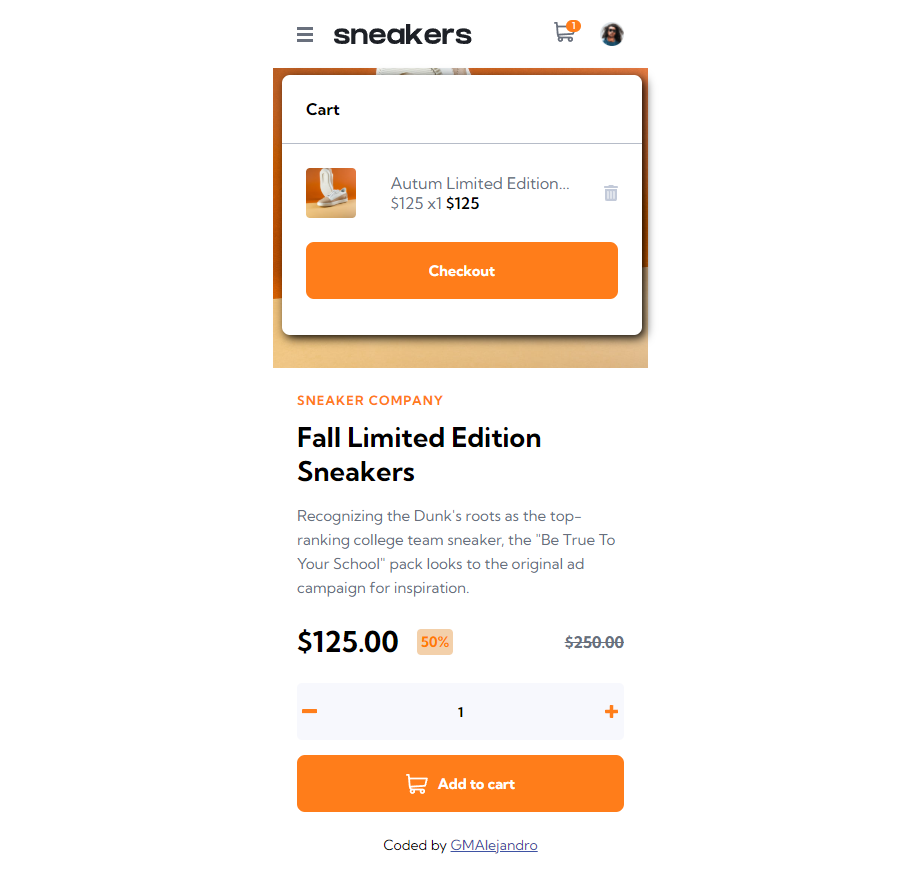 sneakers
1
Cart
Autum Limited Edition...
$125 x1 $125
Checkout
SNEAKER COMPANY
Fall Limited Edition
Sneakers
Recognizing the Dunk's roots as the top-
ranking college team sneaker, the "Be True To
Your School" pack looks to the original ad
campaign for inspiration.
$125.00 50% $250.00
1
Add to cart
Coded by GMAlejandro